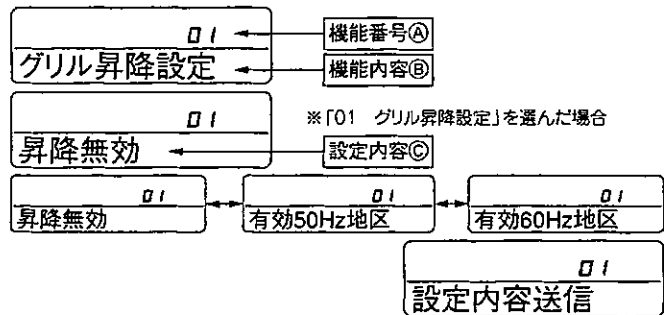 01 機能番号Ⓐ
グリル昇降設定 機能内容Ⓑ
01 ※「01 グリル昇降設定」を選んだ場合
昇降無効 設定内容Ⓒ
01 01 01
昇降無効 有効50Hz地区 有効60Hz地区
01
設定内容送信